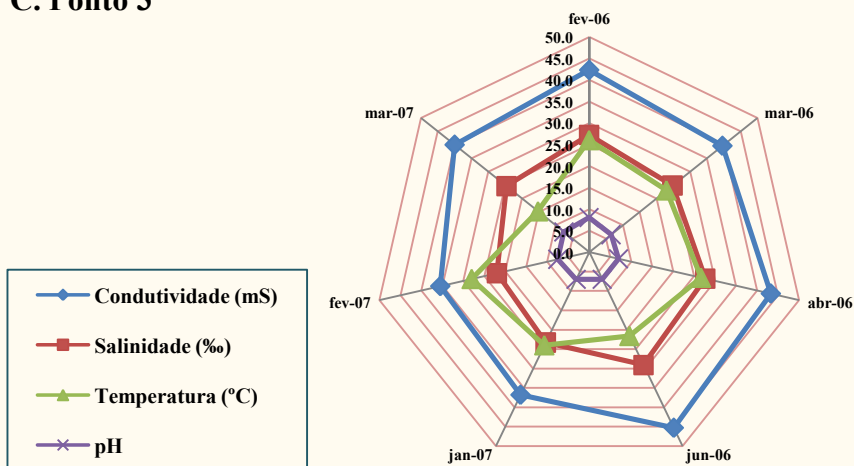 C. Ponto 5
fev-06
50.0
45.0
40.0
35.0
30.0
25.0
20.0
15.0
10.0
5.0
0.0
mar-07
mar-06
fev-07
abr-06
jan-07
jun-06
Condutividade (mS)
Salinidade (‰)
Temperatura (ºC)
pH